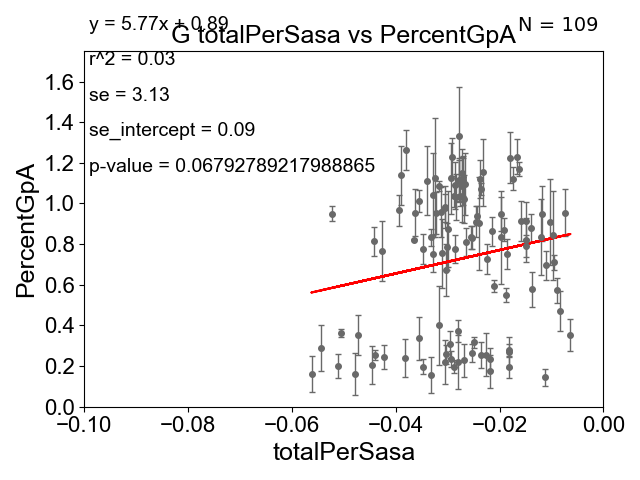 y = 5.77x + 0.89
N = 109
G totalPerSasa vs PercentGpA
r^2 = 0.03
se = 3.13
se_intercept = 0.09
p-value = 0.06792789217988865
PercentGpA
1.6
1.4
1.2
1.0
0.8
0.6
0.4
0.2
0.0
−0.10
−0.08
−0.06
−0.04
−0.02
0.00
totalPerSasa